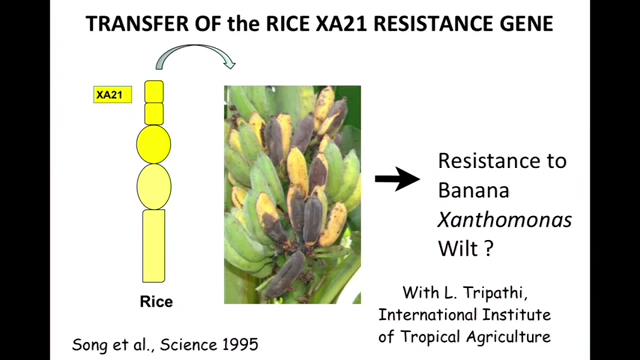 TRANSFER OF the RICE XA21 RESISTANCE GENE
XA21
Rice
Song et al., Science 1995
Resistance to
Banana
Xanthomonas
Wilt ?
With L. Tripathi,
International Institute
of Tropical Agriculture